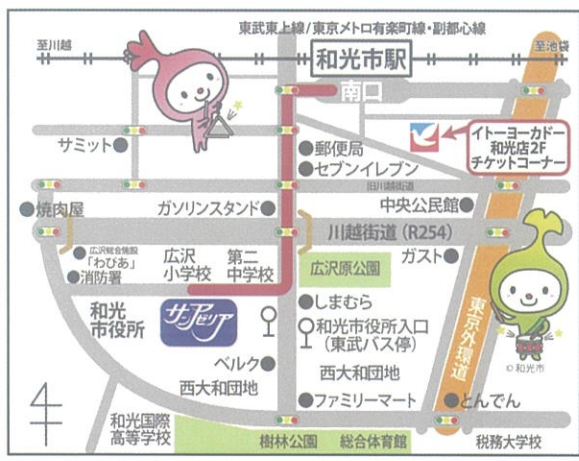 東武東上線/東京メトロ有楽町線・副都心線
至川越
和光市駅
至池袋
南口
サミット
郵便局
セブンイレブン
イトーヨーカドー
和光店2F
チケットコーナー
旧川越街道
焼肉屋
ガソリンスタンド
中央公民館
川越街道（R254）
広沢総合施設
「わぴあ」
消防署
広沢
小学校
第二
中学校
広沢原公園
ガスト
和光
市役所
サンアゼリア
しまむら
和光市役所入口
（東武バス停）
東京外環道
©和光市
ベルク
西大和団地
西大和団地
ファミリーマート
とんでん
和光国際
高等学校
樹林公園
総合体育館
税務大学校